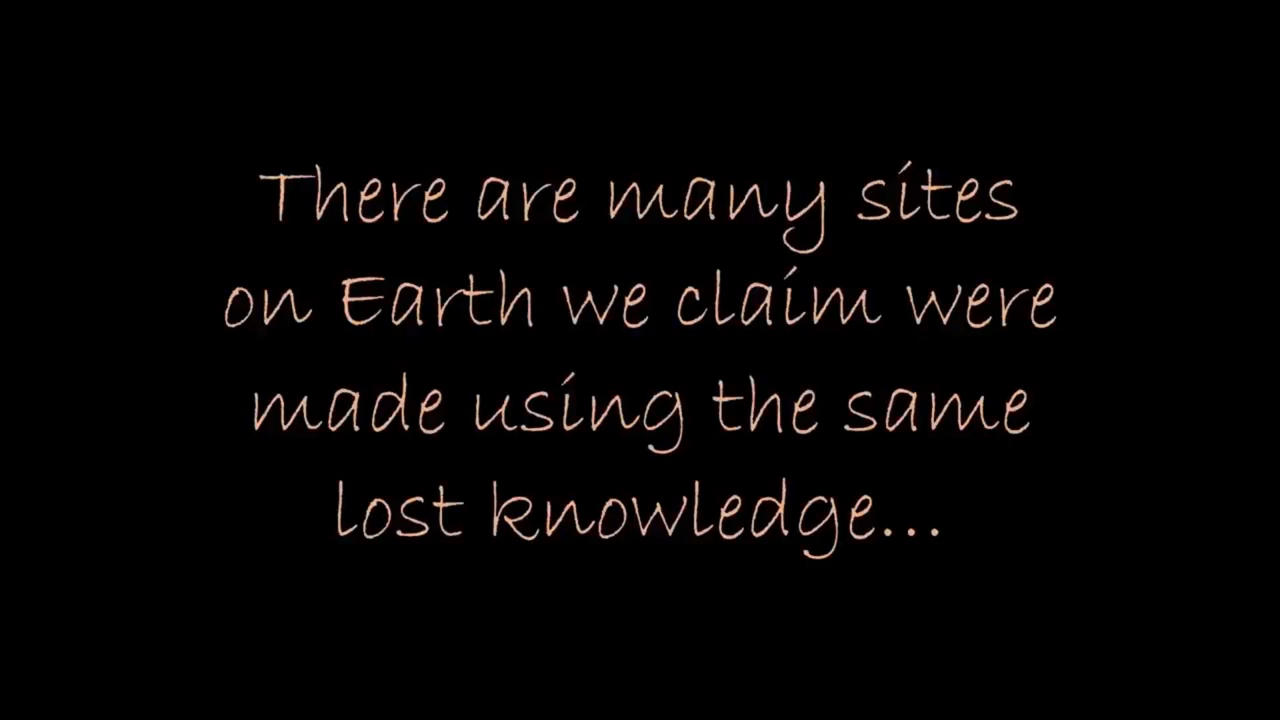 There are many sites
on Earth we claim were
made using the same
lost knowledge...